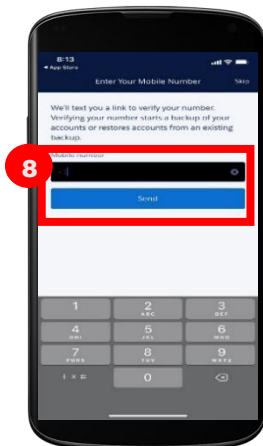 8:13
◂ App Store
Enter Your Mobile Number Skip
We'll text you a link to verify your number.
Verifying your number starts a backup of your
accounts or restores accounts from an existing
backup.
Mobile number
8
Send
1 2 3
ABC DEF
4 5 6
GHI JKL MNO
7 8 9
PQRS TUV WXYZ
+ * # 0